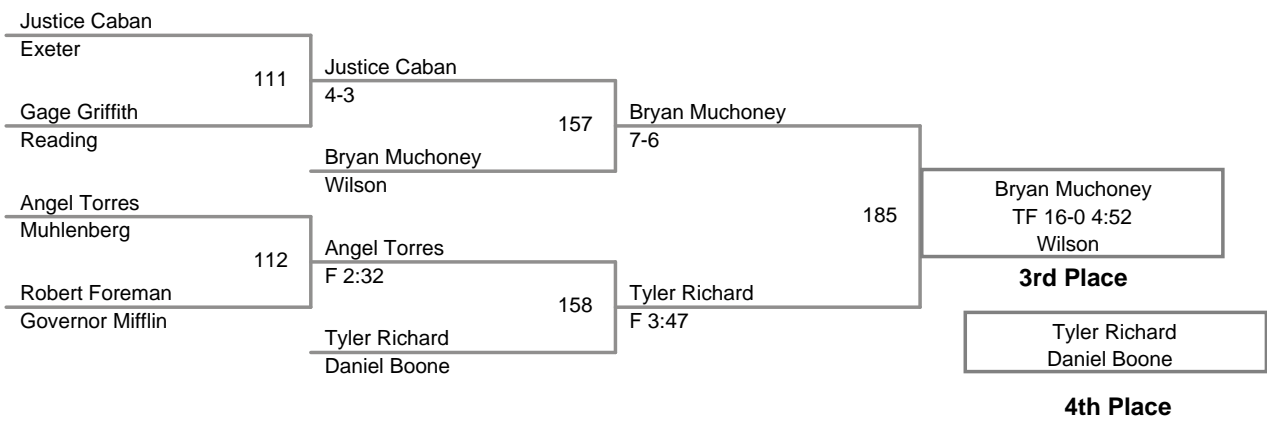 Justice Caban
Exeter
111
Gage Griffith
Reading
Angel Torres
Muhlenberg
112
Robert Foreman
Governor Mifflin
Justice Caban
4-3
157
Bryan Muchoney
Wilson
Angel Torres
F 2:32
158
Tyler Richard
Daniel Boone
Bryan Muchoney
7-6
185
Tyler Richard
F 3:47
Bryan Muchoney
TF 16-0 4:52
Wilson
3rd Place
Tyler Richard
Daniel Boone
4th Place